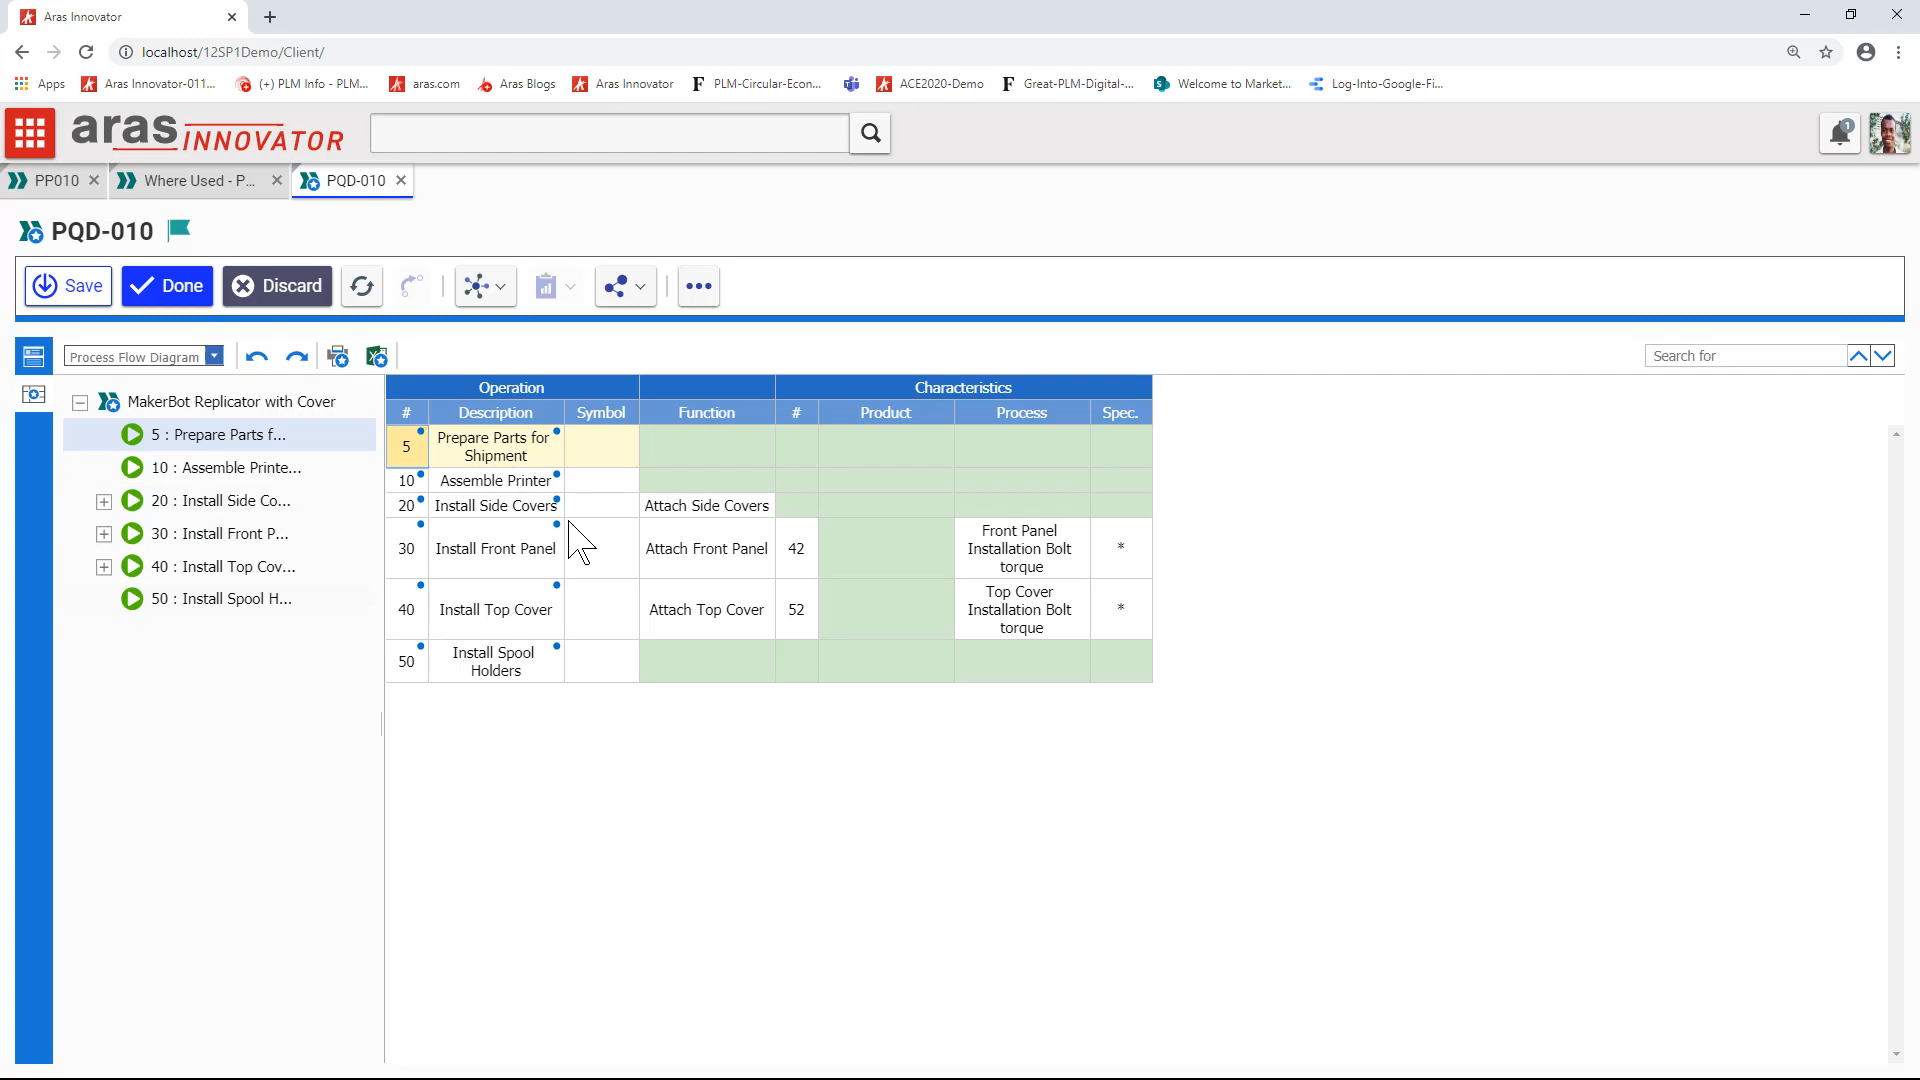 Aras Innovator
localhost/12SP1Demo/Client/
Apps Aras Innovator-011... (+) PLM Info - PLM... aras.com Aras Blogs Aras Innovator PLM-Circular-Econ... ACE2020-Demo Great-PLM-Digital-... Welcome to Market... Log-Into-Google-Fi...
aras INNOVATOR
1
PP010 Where Used - P... PQD-010
PQD-010
Save Done Discard
Process Flow Diagram
Search for
MakerBot Replicator with Cover
5 : Prepare Parts f...
10 : Assemble Printe...
20 : Install Side Co...
30 : Install Front P...
40 : Install Top Cov...
50 : Install Spool H...
Operation Characteristics
# Description Symbol Function # Product Process Spec.
5 Prepare Parts for
Shipment
10 Assemble Printer
20 Install Side Covers Attach Side Covers
30 Install Front Panel Attach Front Panel 42 Front Panel
Installation Bolt
torque *
40 Install Top Cover Attach Top Cover 52 Top Cover
Installation Bolt
torque *
50 Install Spool
Holders